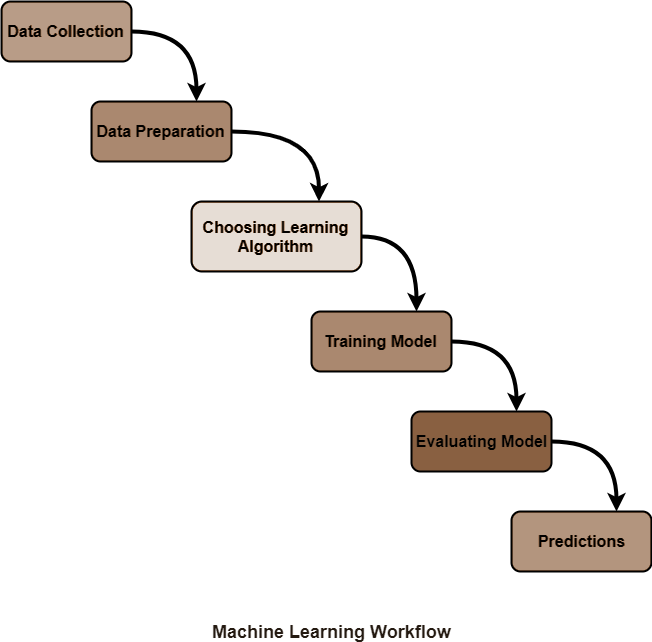 Data Collection
Data Preparation
Choosing Learning
Algorithm
Training Model
Evaluating Model
Predictions
Machine Learning Workflow